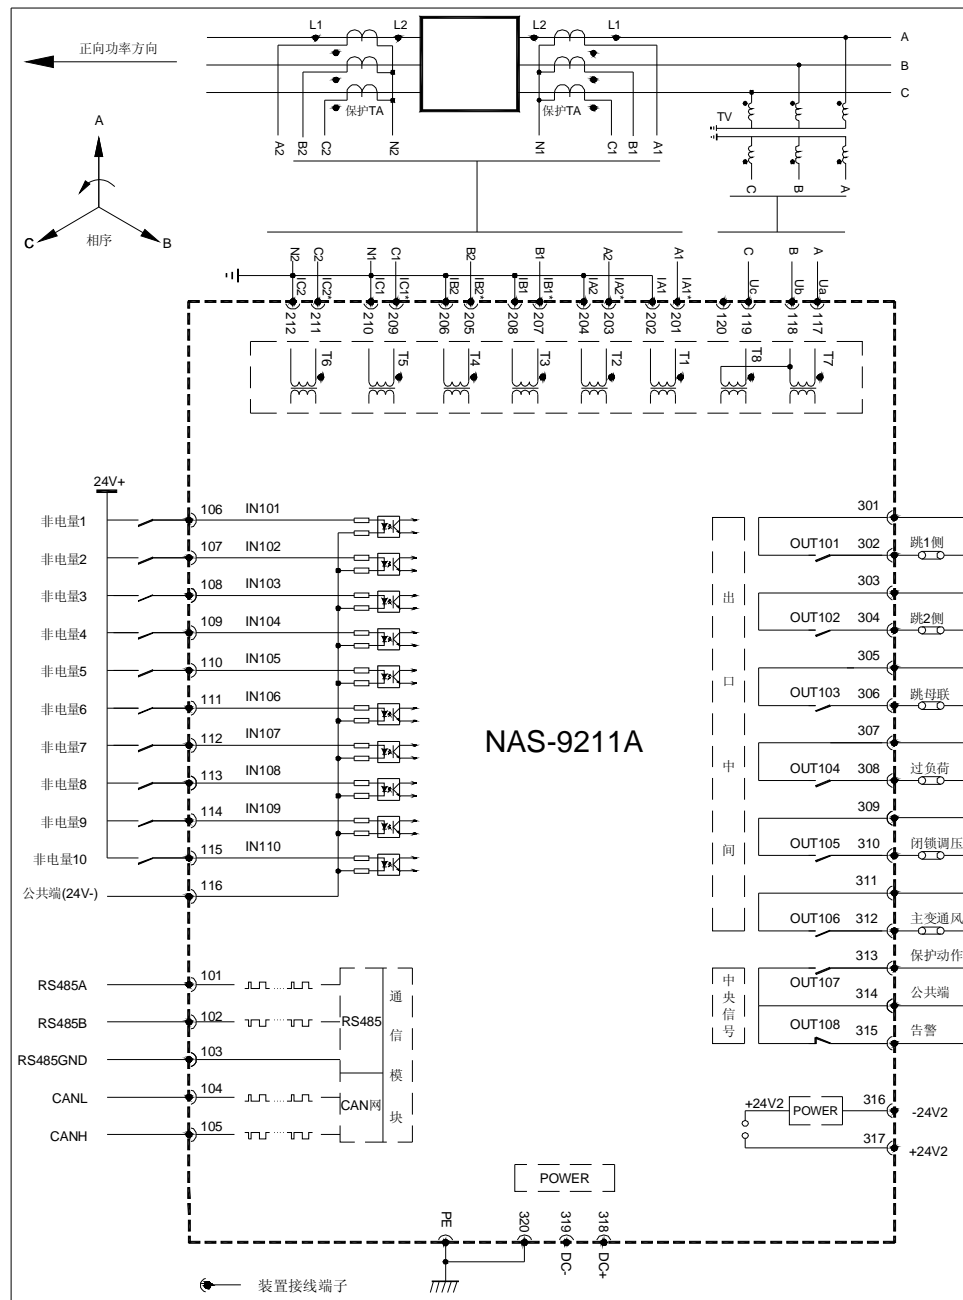 L1 L2 L2 L1
正向功率方向
A
B
C
保护TA 保护TA
TV
A2 B2 C2 N2 N1 C1 B1 A1
C B A
A
C B
相序
N2 C2 N1 C1 B2 B1 A2 A1 C B A
IC2 IC2* IC1 IC1* IB2 IB2* IB1 IB1* IA2 IA2* IA1 IA1* Uc Ub Ua
212 211 210 209 206 205 208 207 204 203 202 201 120 119 118 117
T6 T5 T4 T3 T2 T1 T8 T7
24V+
非电量1 106 IN101
非电量2 107 IN102
非电量3 108 IN103
非电量4 109 IN104
非电量5 110 IN105
非电量6 111 IN106
非电量7 112 IN107
非电量8 113 IN108
非电量9 114 IN109
非电量10 115 IN110
公共端(24V-) 116
NAS-9211A
出口中间
301
OUT101 302 跳1侧
303
OUT102 304 跳2侧
305
OUT103 306 跳母联
307
OUT104 308 过负荷
309
OUT105 310 闭锁调压
311
OUT106 312 主变通风
中央信号
313 保护动作
OUT107
314 公共端
OUT108
315 告警
RS485A 101
RS485B 102
RS485GND 103
CANL 104
CANH 105
RS485
CAN网
通信模块
+24V2 POWER 316 -24V2
317 +24V2
POWER
PE 320 319 318
DC- DC+
装置接线端子